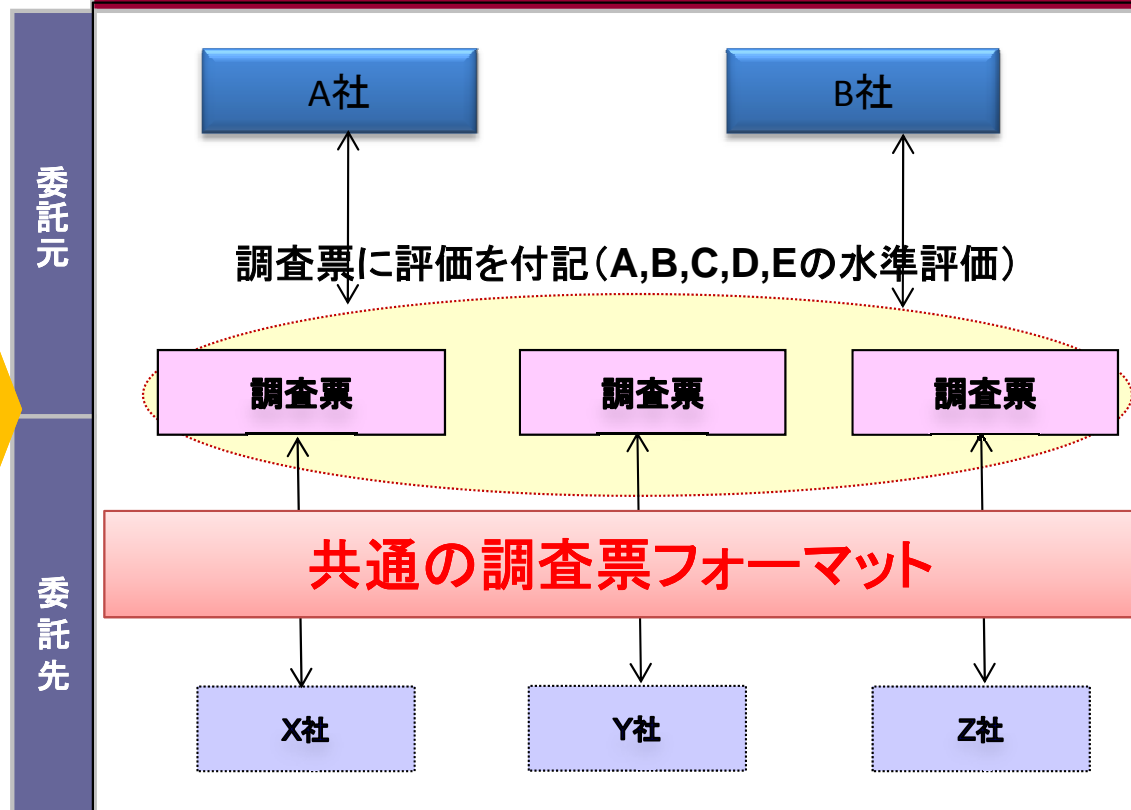 委託元
A社
B社
調査票に評価を付記（A,B,C,D,Eの水準評価）
調査票
調査票
調査票
共通の調査票フォーマット
委託先
X社
Y社
Z社